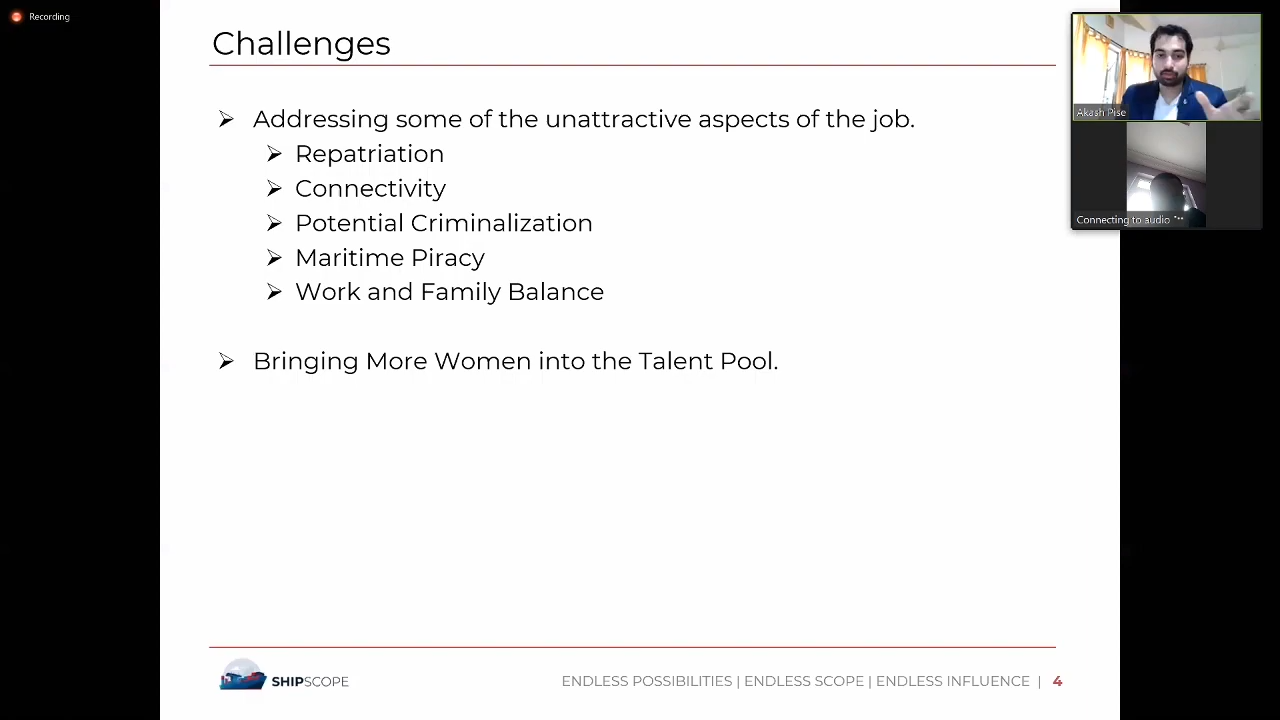 Recording
Challenges
➢ Addressing some of the unattractive aspects of the job.
➢ Repatriation
➢ Connectivity
➢ Potential Criminalization
➢ Maritime Piracy
➢ Work and Family Balance
➢ Bringing More Women into the Talent Pool.
Akash Pise
Connecting to audio
SHIPSCOPE
ENDLESS POSSIBILITIES | ENDLESS SCOPE | ENDLESS INFLUENCE | 4